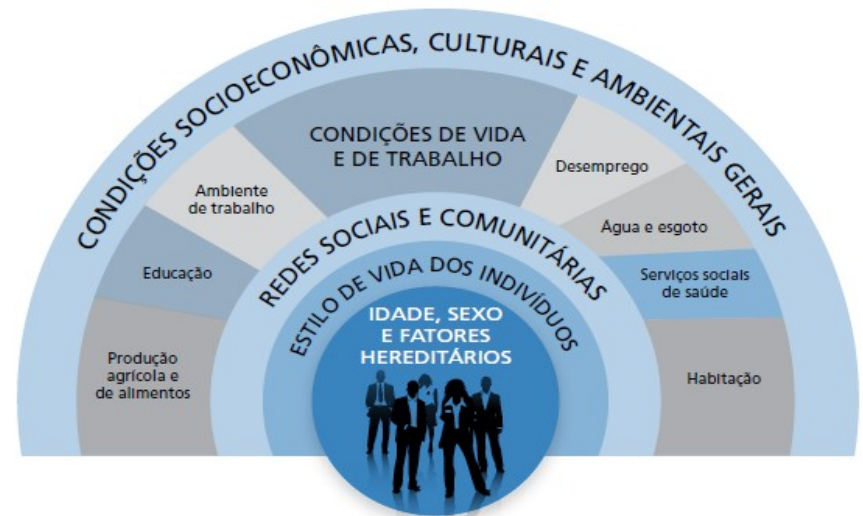 CONDIÇÕES SOCIOECONÔMICAS, CULTURAIS E AMBIENTAIS GERAIS
CONDIÇÕES DE VIDA
E DE TRABALHO
Desemprego
Ambiente
de trabalho
Água e esgoto
Educação
Serviços sociais
de saúde
Produção
agrícola e
de alimentos
Habitação
REDES SOCIAIS E COMUNITÁRIAS
ESTILO DE VIDA DOS INDIVÍDUOS
IDADE, SEXO
E FATORES
HEREDITÁRIOS